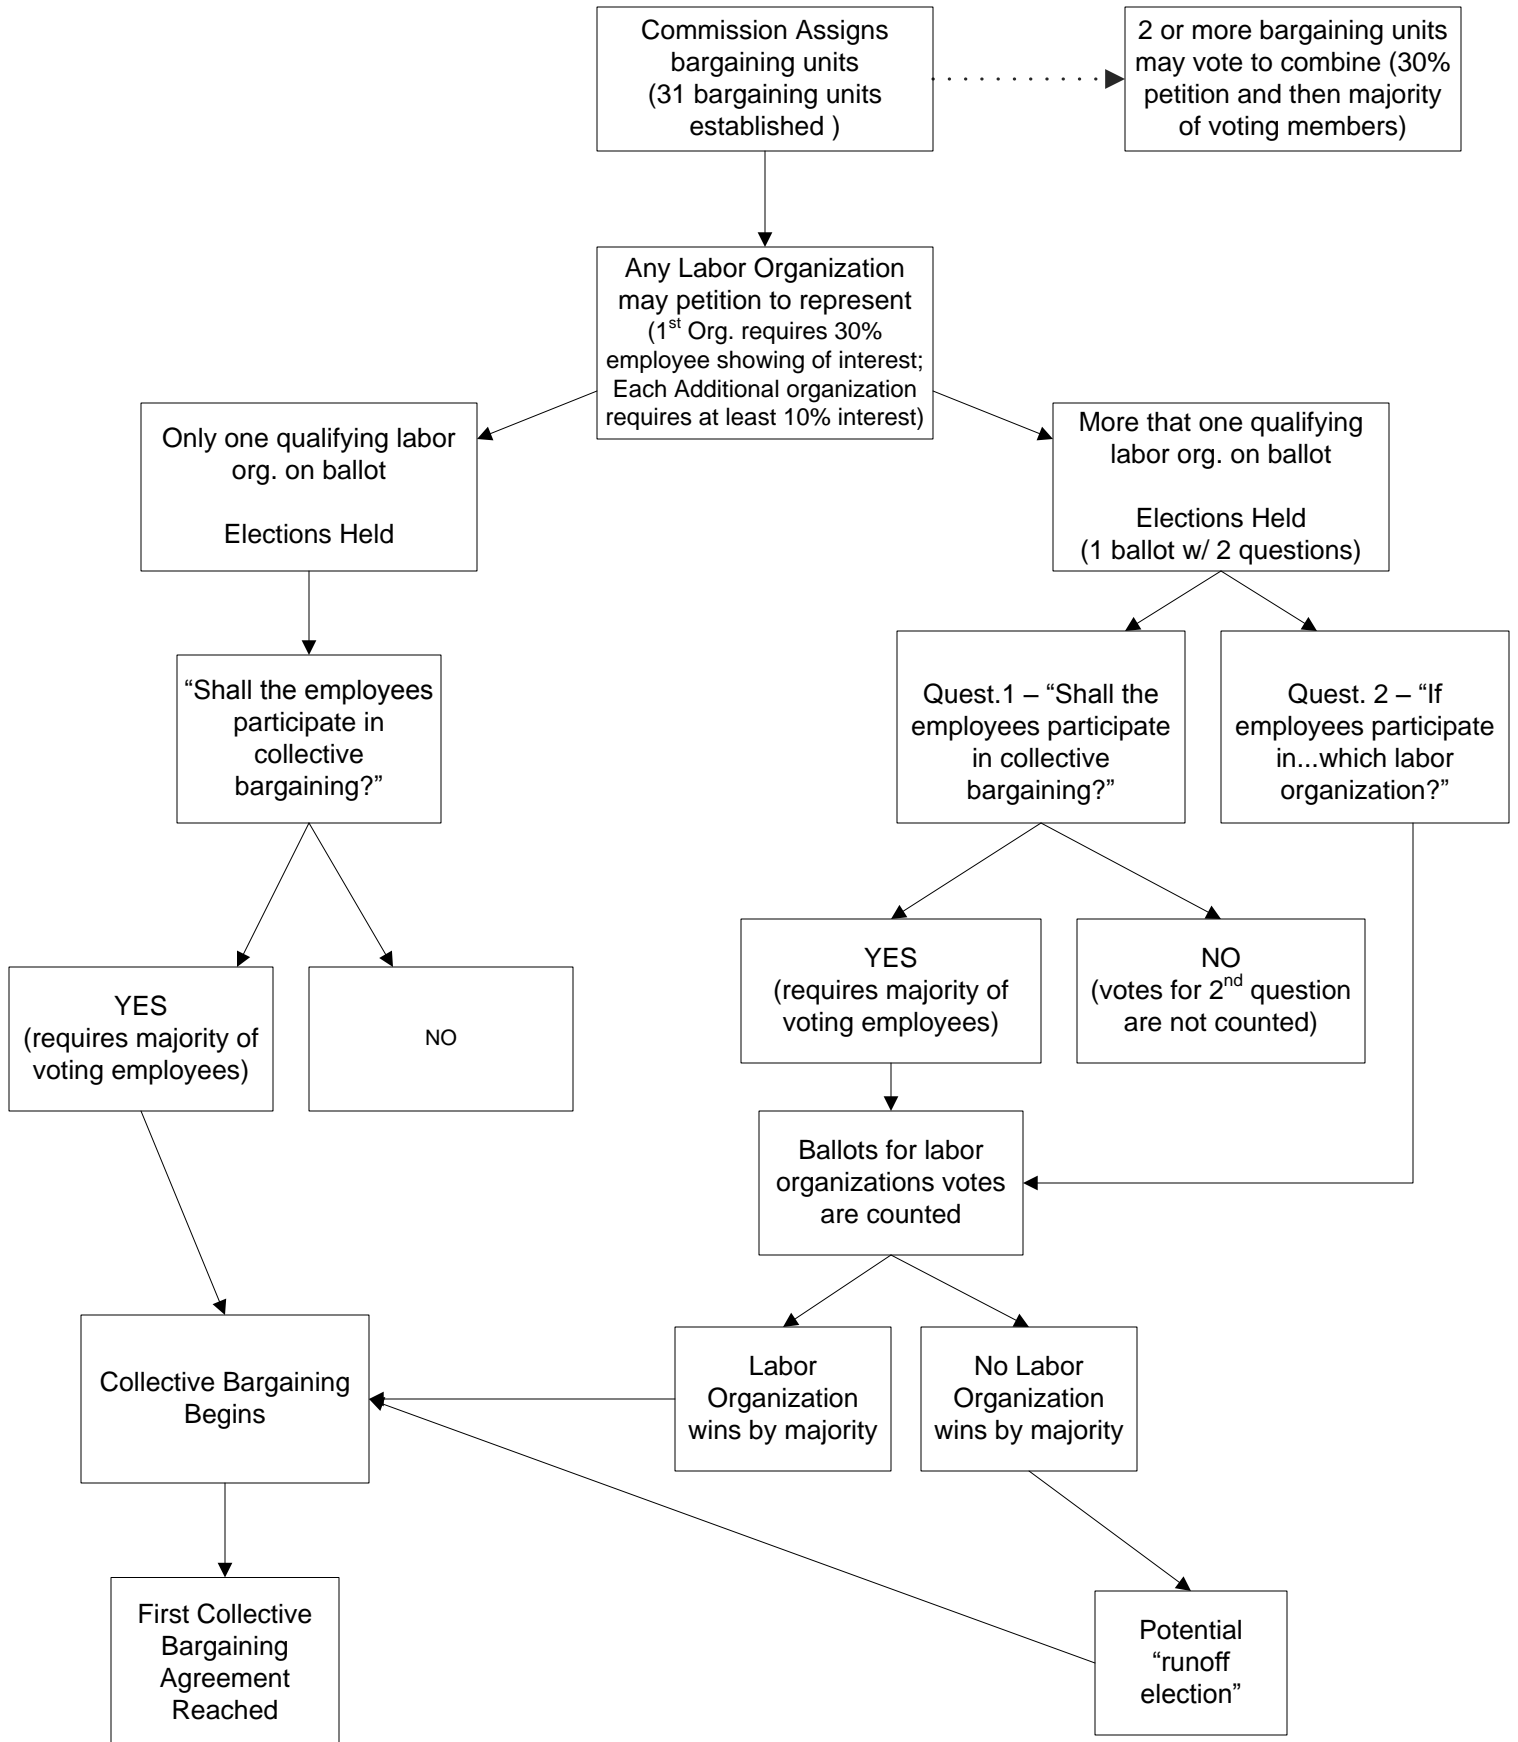 Commission Assigns
bargaining units
(31 bargaining units
established )
2 or more bargaining units
may vote to combine (30%
petition and then majority
of voting members)
Any Labor Organization
may petition to represent
(1st Org. requires 30%
employee showing of interest;
Each Additional organization
requires at least 10% interest)
Only one qualifying labor
org. on ballot
Elections Held
More that one qualifying
labor org. on ballot
Elections Held
(1 ballot w/ 2 questions)
“Shall the employees
participate in
collective
bargaining?”
Quest.1 – “Shall the
employees participate
in collective
bargaining?”
Quest. 2 – “If
employees participate
in...which labor
organization?”
YES
(requires majority of
voting employees)
NO
YES
(requires majority of
voting employees)
NO
(votes for 2nd question
are not counted)
Ballots for labor
organizations votes
are counted
Collective Bargaining
Begins
Labor
Organization
wins by majority
No Labor
Organization
wins by majority
First Collective
Bargaining
Agreement
Reached
Potential
“runoff
election”